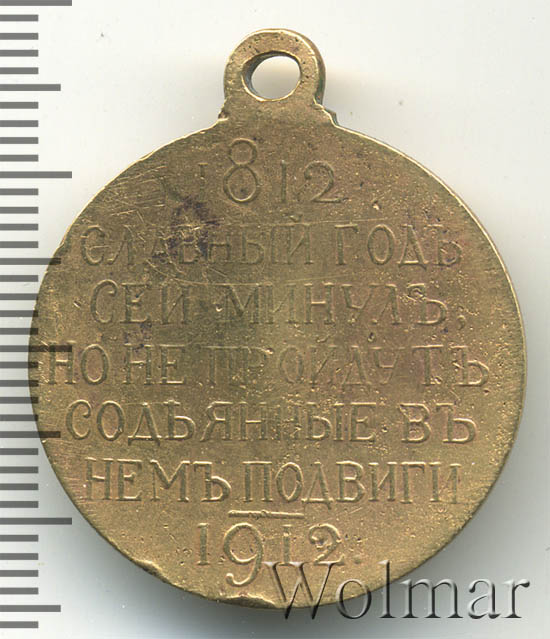 1812
СЛАВНЫЙ ГОДЪ
СЕЙ МИНУЛЪ,
НО НЕ ПРОЙДУТЪ
СОДѢЯННЫЕ ВЪ
НЕМЪ ПОДВИГИ
1912.
Wolmar